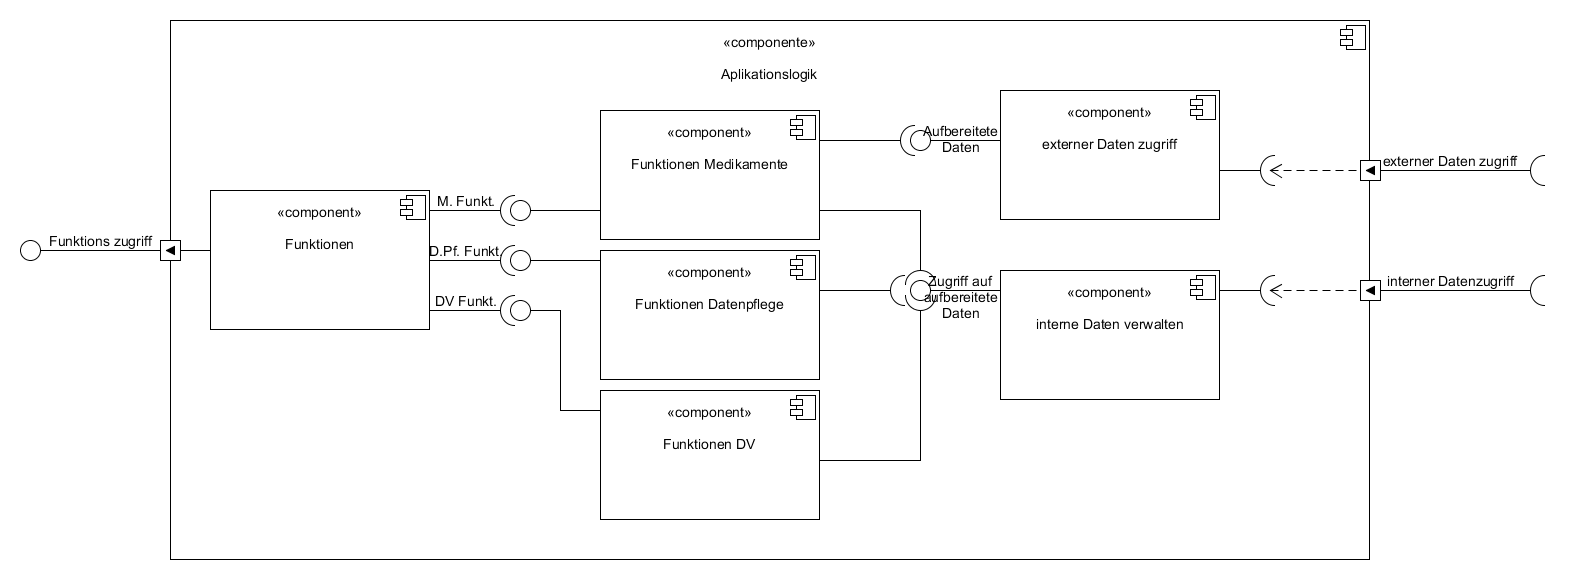 «componente»
Aplikationslogik
«component»
Funktionen Medikamente
Aufbereitete
Daten
«component»
externer Daten zugriff
externer Daten zugriff
Funktions zugriff
«component»
Funktionen
M. Funkt.
D.Pf. Funkt.
DV Funkt.
«component»
Funktionen Datenpflege
Zugriff auf
aufbereitete
Daten
«component»
interne Daten verwalten
interner Datenzugriff
«component»
Funktionen DV